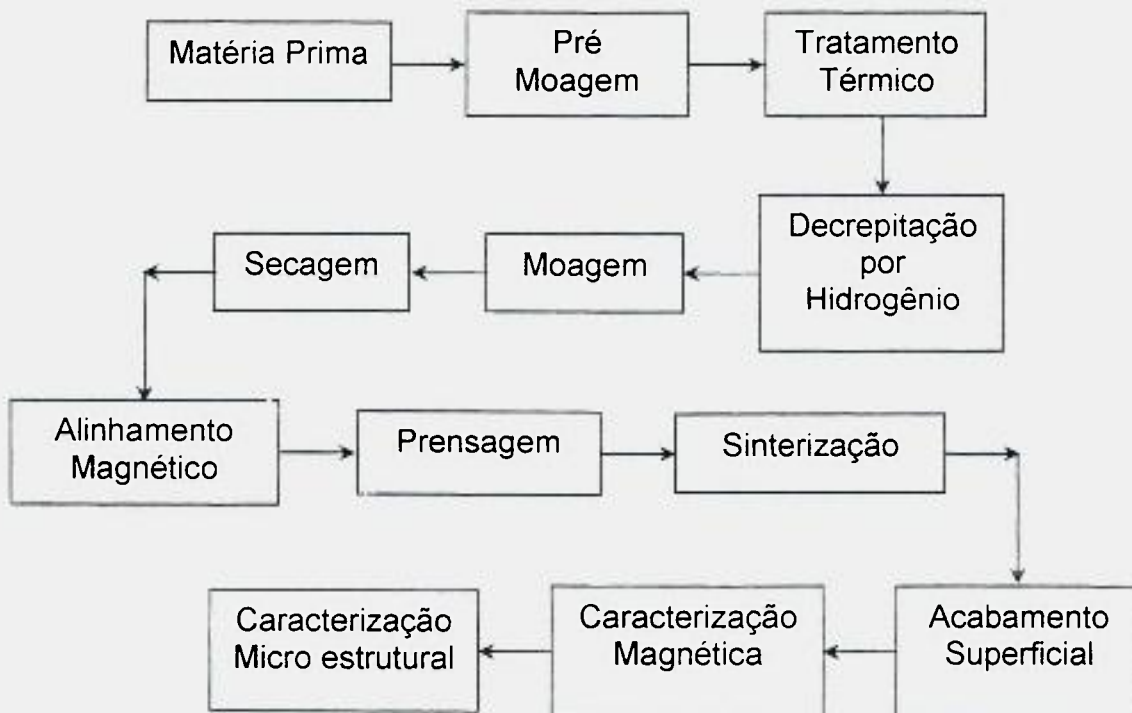 Matéria Prima
Pré
Moagem
Tratamento
Térmico
Decrepitação
por
Hidrogênio
Moagem
Secagem
Alinhamento
Magnético
Prensagem
Sinterização
Acabamento
Superficial
Caracterização
Magnética
Caracterização
Micro estrutural